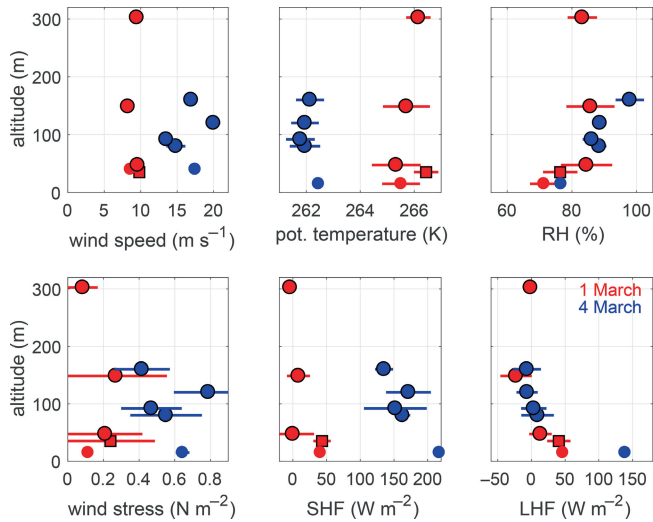 300
200
100
0
altitude (m)
0 5 10 15 20
262 264 266
60 80 100
wind speed (m s⁻¹)
pot. temperature (K)
RH (%)
300
200
100
0
altitude (m)
1 March
4 March
0 0.2 0.4 0.6 0.8
0 50 100 150 200
−50 0 50 100 150
wind stress (N m⁻²)
SHF (W m⁻²)
LHF (W m⁻²)